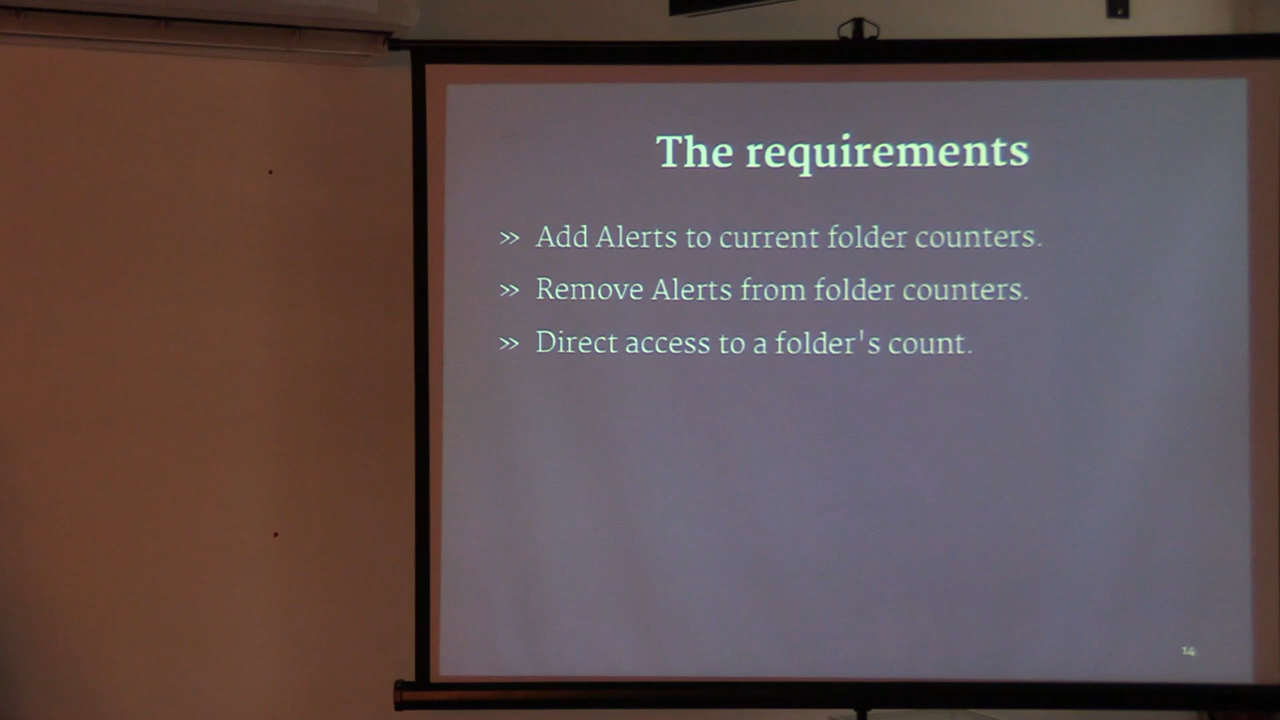 The requirements
» Add Alerts to current folder counters.
» Remove Alerts from folder counters.
» Direct access to a folder's count.
14